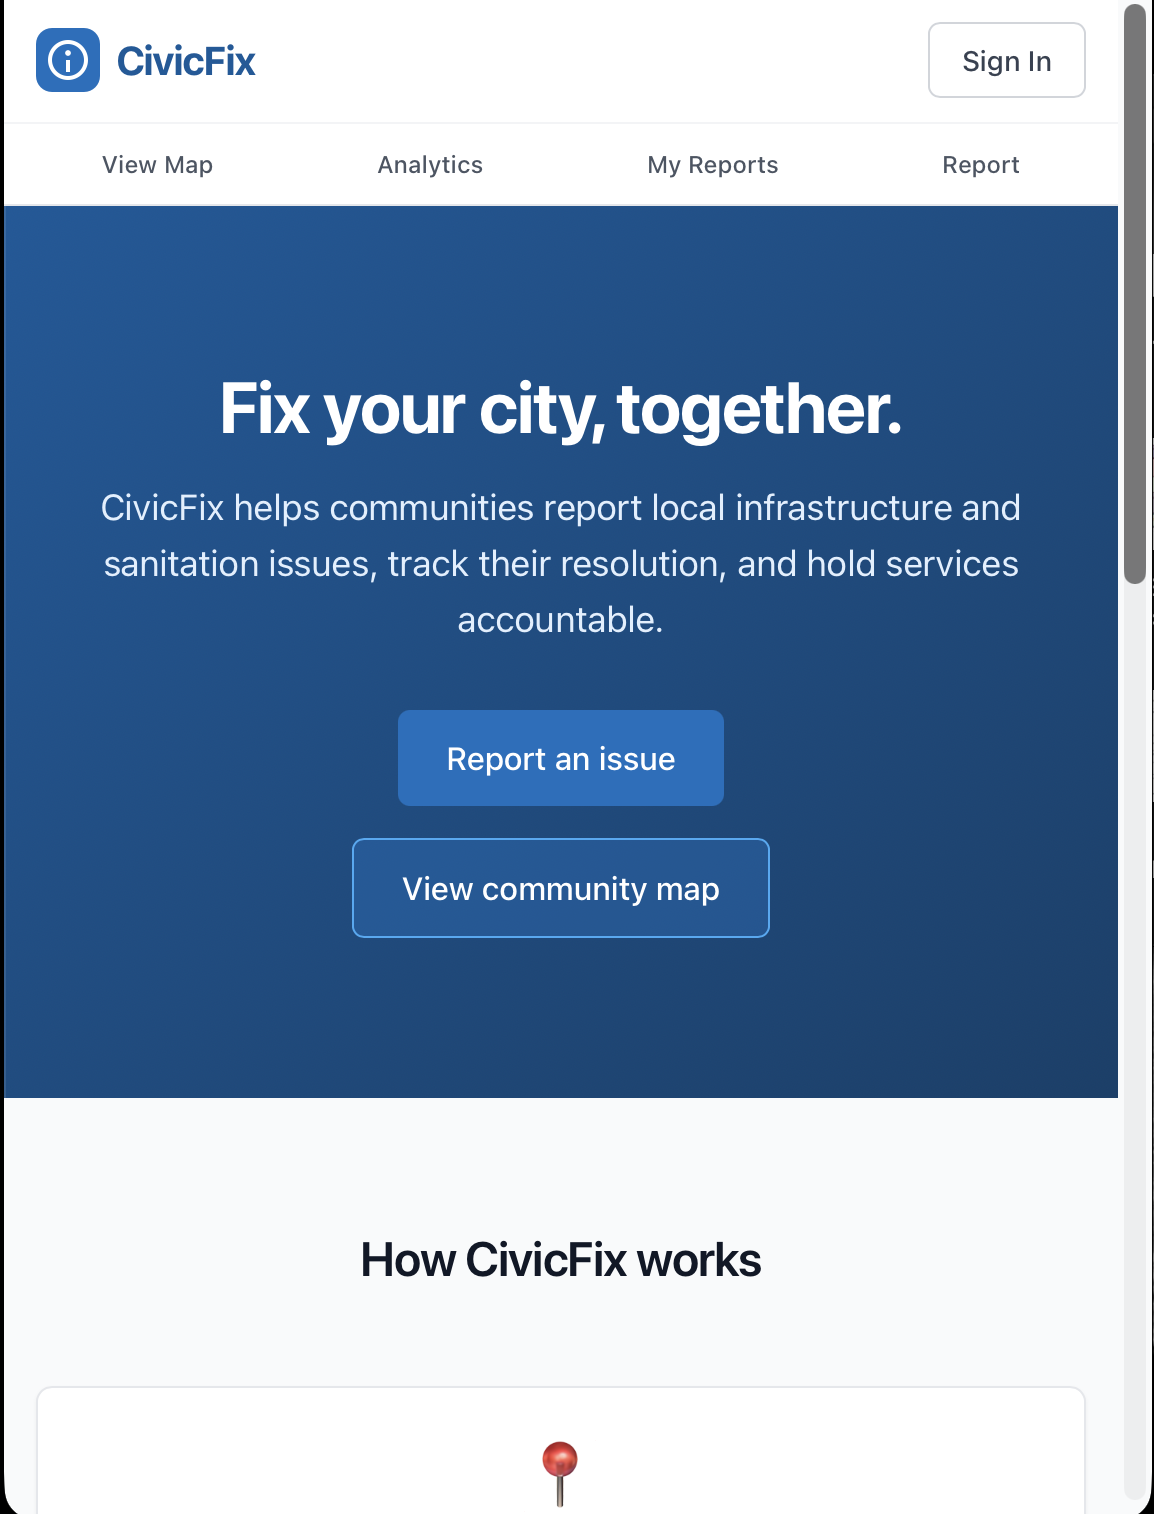 CivicFix
Sign In
View Map
Analytics
My Reports
Report
Fix your city, together.
CivicFix helps communities report local infrastructure and
sanitation issues, track their resolution, and hold services
accountable.
Report an issue
View community map
How CivicFix works